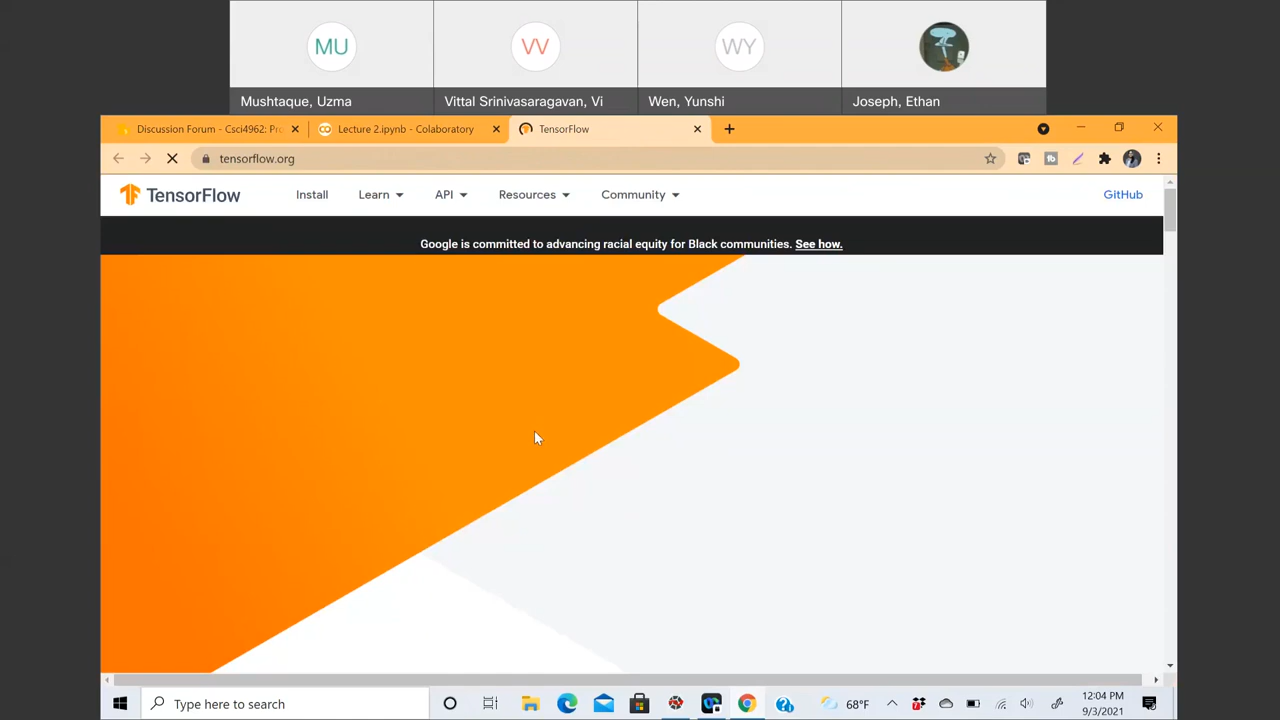 MU
VV
WY
Mushtaque, Uzma
Vittal Srinivasaragavan, Vi
Wen, Yunshi
Joseph, Ethan
Discussion Forum - Csci4962: Pr
Lecture 2.ipynb - Colaboratory
TensorFlow
tensorflow.org
TensorFlow
Install
Learn
API
Resources
Community
GitHub
Google is committed to advancing racial equity for Black communities. See how.
Type here to search
68°F
12:04 PM
9/3/2021